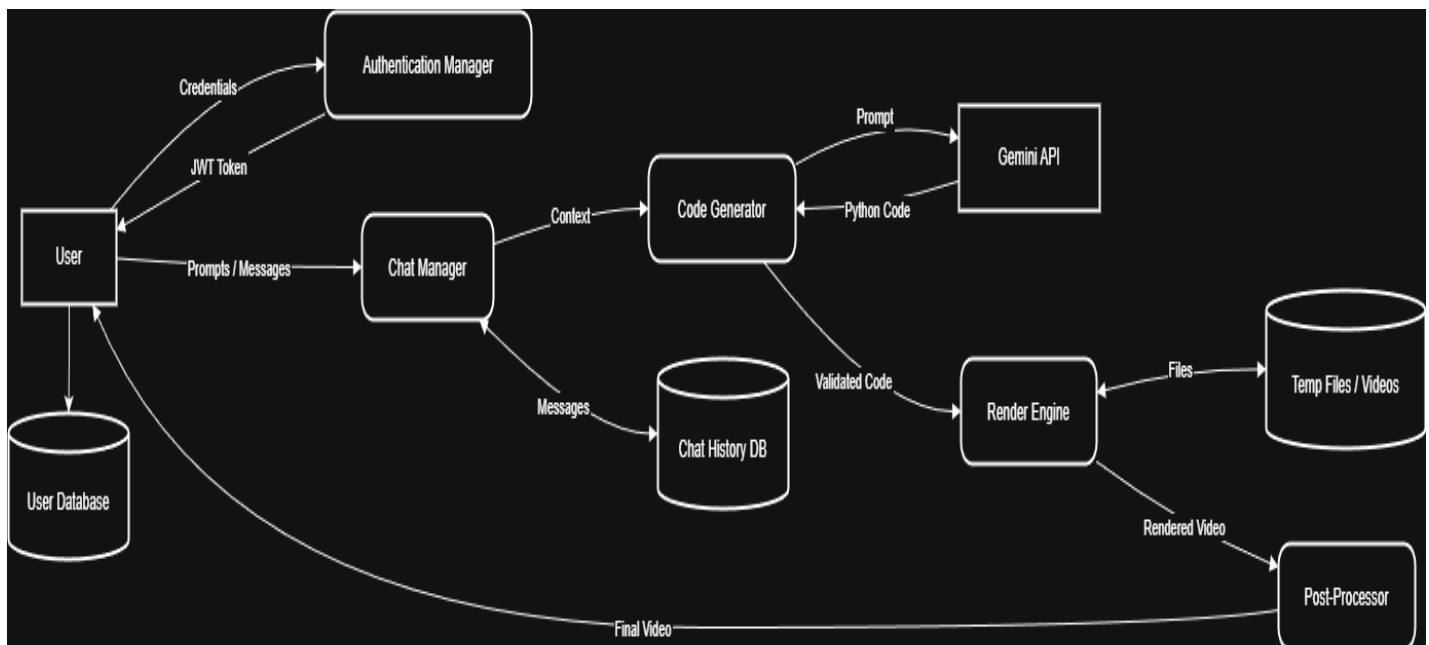 Authentication Manager
Credentials
JWT Token
User
Prompts / Messages
Chat Manager
Context
Code Generator
Prompt
Gemini API
Python Code
Messages
Chat History DB
Validated Code
Render Engine
Files
Temp Files / Videos
User Database
Rendered Video
Post-Processor
Final Video